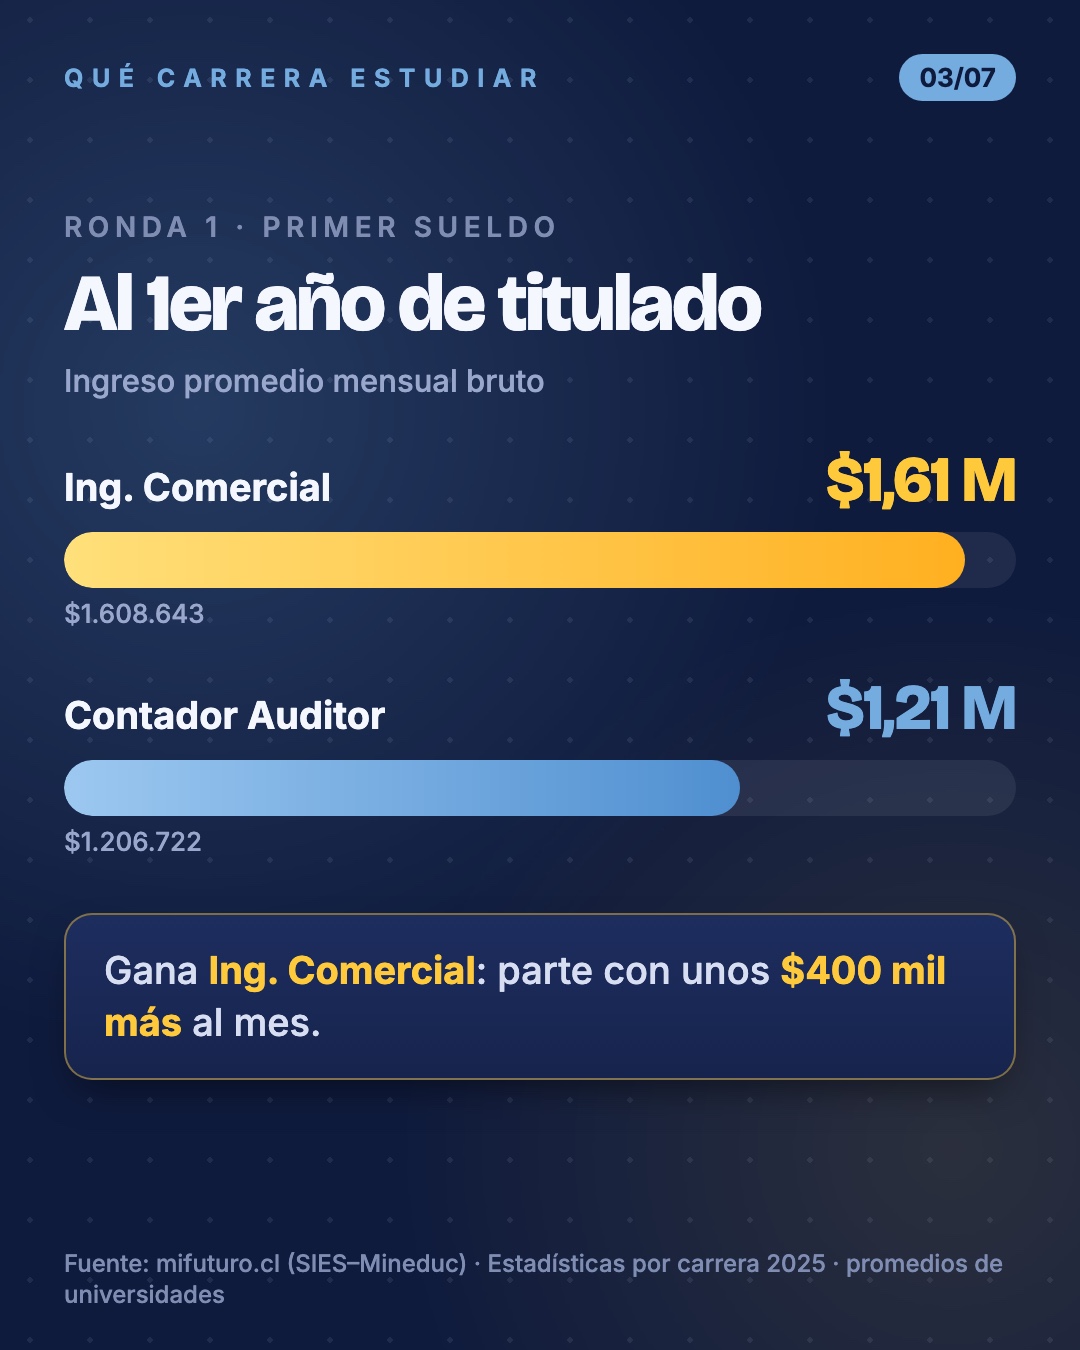 QUÉ CARRERA ESTUDIAR
03/07
RONDA 1 · PRIMER SUELDO
Al 1er año de titulado
Ingreso promedio mensual bruto
Ing. Comercial
$1,61 M
$1.608.643
Contador Auditor
$1,21 M
$1.206.722
Gana Ing. Comercial: parte con unos $400 mil
más al mes.
Fuente: mifuturo.cl (SIES–Mineduc) · Estadísticas por carrera 2025 · promedios de
universidades